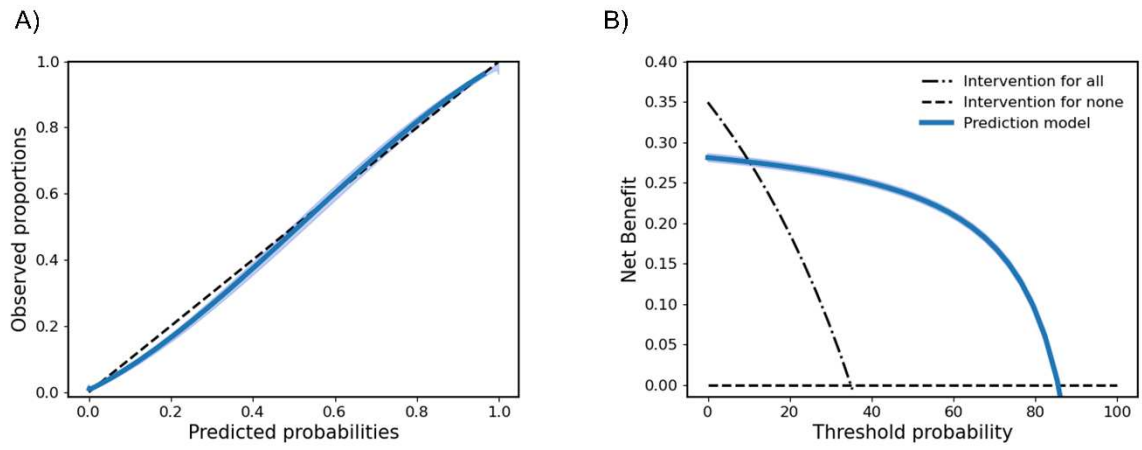 A)
1.0
0.8
0.6
0.4
0.2
0.0
Observed proportions
0.0 0.2 0.4 0.6 0.8 1.0
Predicted probabilities
B)
0.40
0.35
0.30
0.25
0.20
0.15
0.10
0.05
0.00
Net Benefit
Intervention for all
Intervention for none
Prediction model
0 20 40 60 80 100
Threshold probability